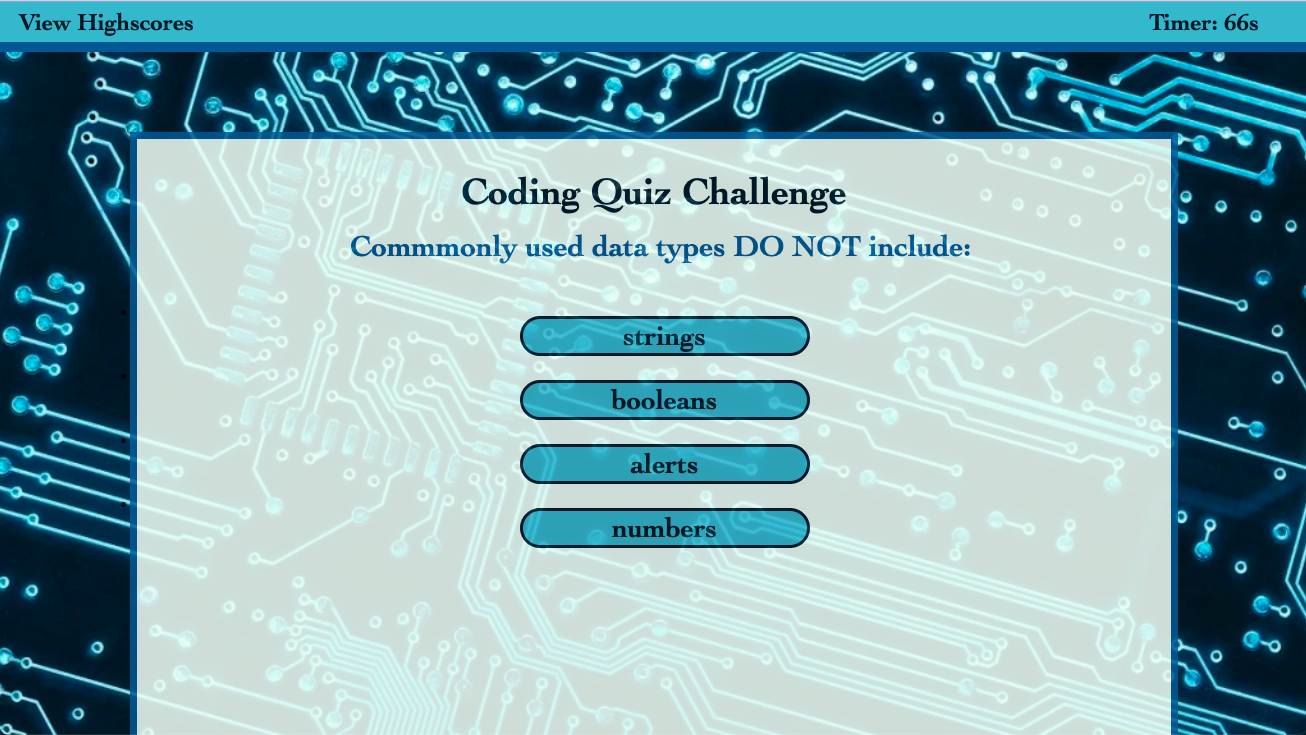 View Highscores
Timer: 66s
Coding Quiz Challenge
Commmonly used data types DO NOT include:
strings
booleans
alerts
numbers